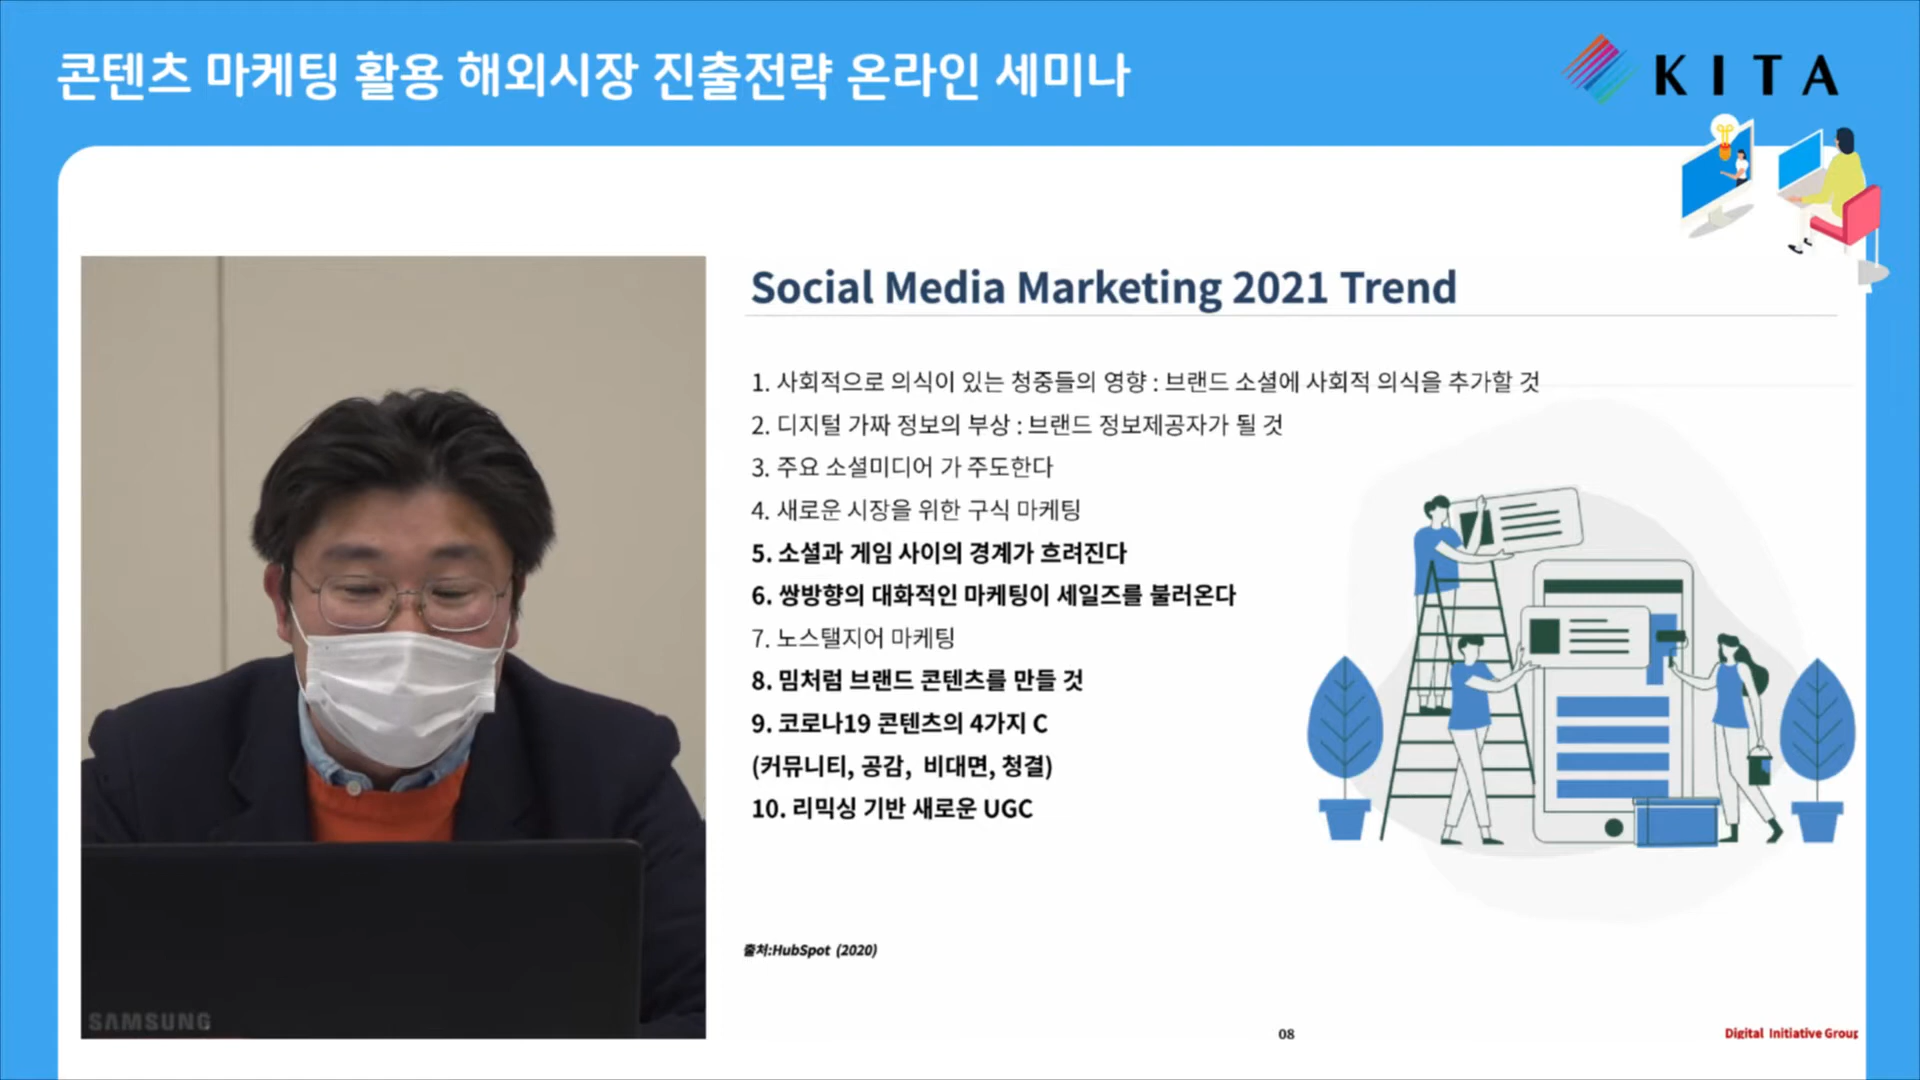 콘텐츠 마케팅 활용 해외시장 진출전략 온라인 세미나
KITA
Social Media Marketing 2021 Trend
1. 사회적으로 의식이 있는 청중들의 영향 : 브랜드 소셜에 사회적 의식을 추가할 것
2. 디지털 가짜 정보의 부상 : 브랜드 정보제공자가 될 것
3. 주요 소셜미디어 가 주도한다
4. 새로운 시장을 위한 구식 마케팅
5. 소셜과 게임 사이의 경계가 흐려진다
6. 쌍방향의 대화적인 마케팅이 세일즈를 불러온다
7. 노스탤지어 마케팅
8. 밈처럼 브랜드 콘텐츠를 만들 것
9. 코로나19 콘텐츠의 4가지 C
(커뮤니티, 공감, 비대면, 청결)
10. 리믹싱 기반 새로운 UGC
출처:HubSpot (2020)
SAMSUNG
08
Digital Initiative Group